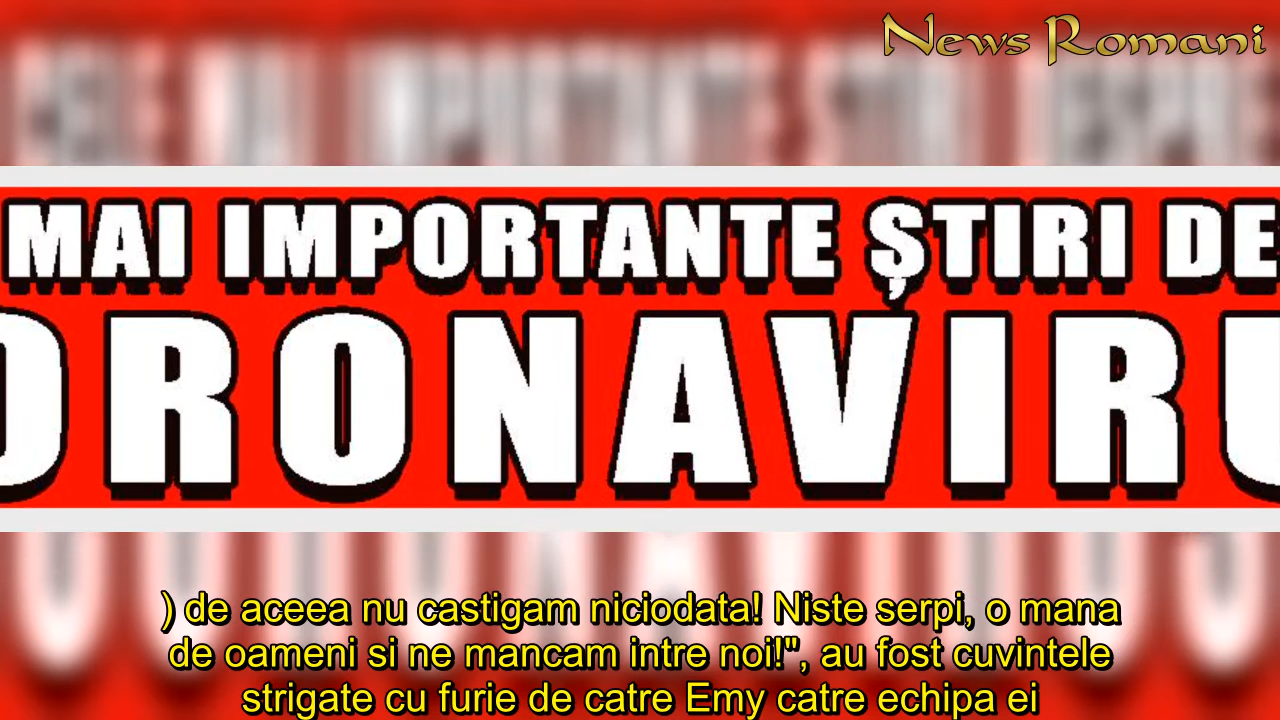 News Romani
MAI IMPORTANTE ȘTIRI DE
ORONAVIRU
) de aceea nu castigam niciodata! Niste serpi, o mana
de oameni si ne mancam intre noi!", au fost cuvintele
strigate cu furie de catre Emy catre echipa ei